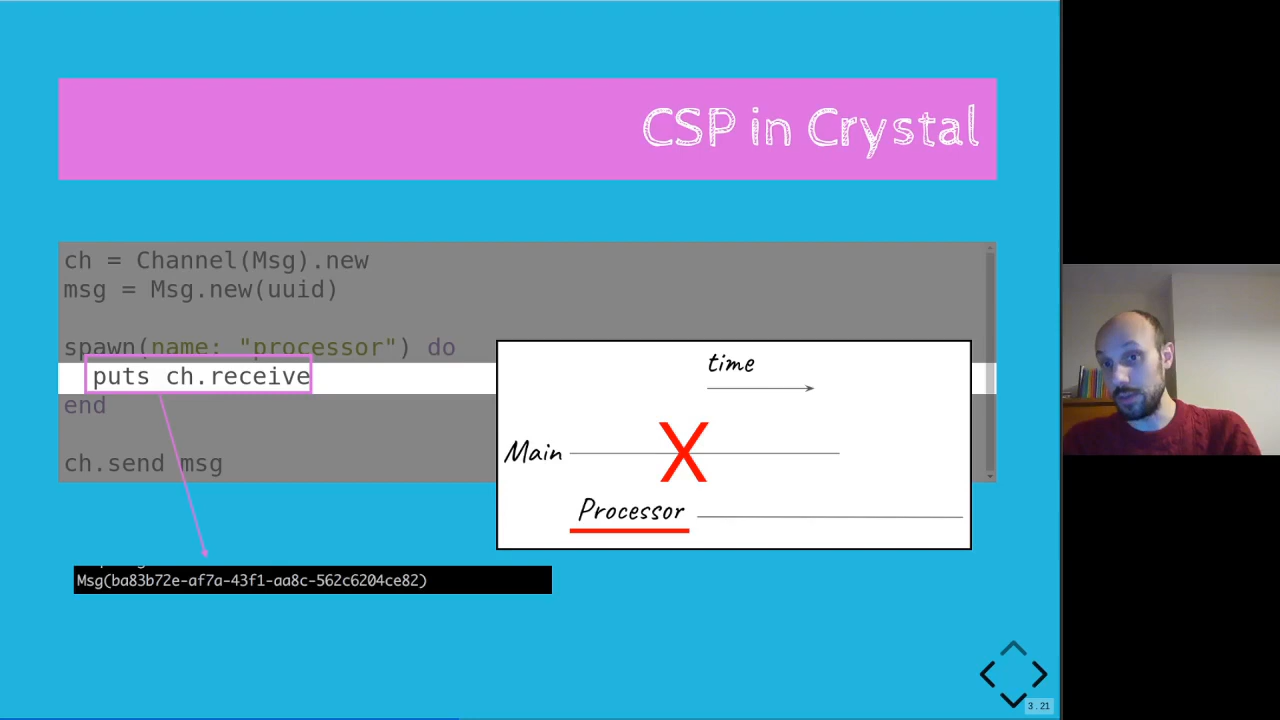 CSP in Crystal
ch = Channel(Msg).new
msg = Msg.new(uuid)
spawn(name: "processor") do
puts ch.receive
end
ch.send msg
time
Main
X
Processor
Msg(ba83b72e-af7a-43f1-aa8c-562c6204ce82)
3.21